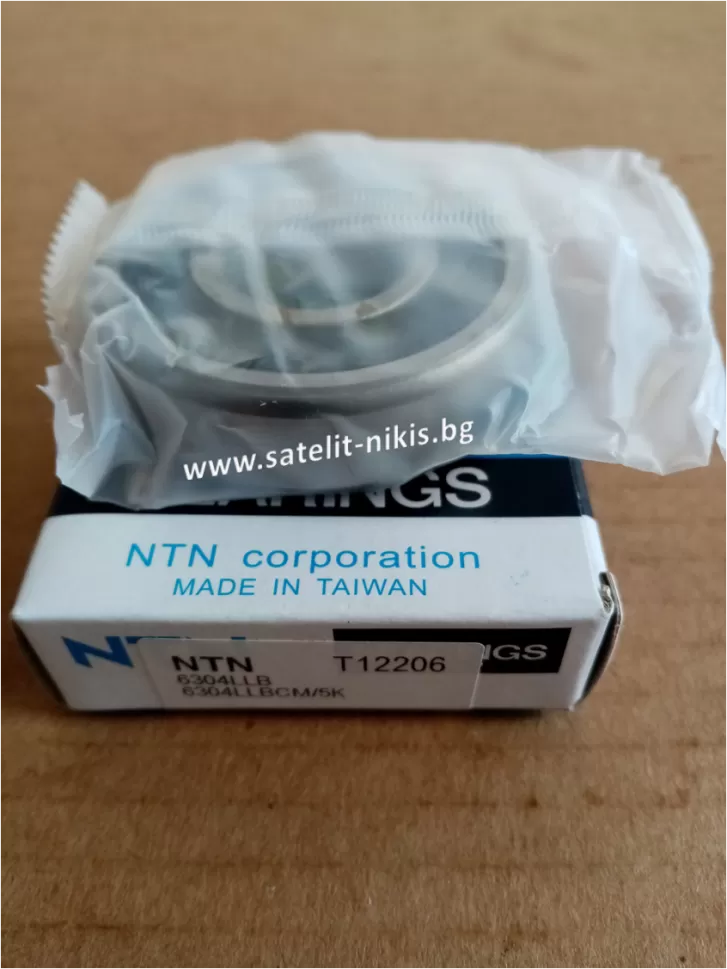 www.satelit-nikis.bg
NTN corporation
MADE IN TAIWAN
NTN T12206
6304LLB
6304LLBCM/5K